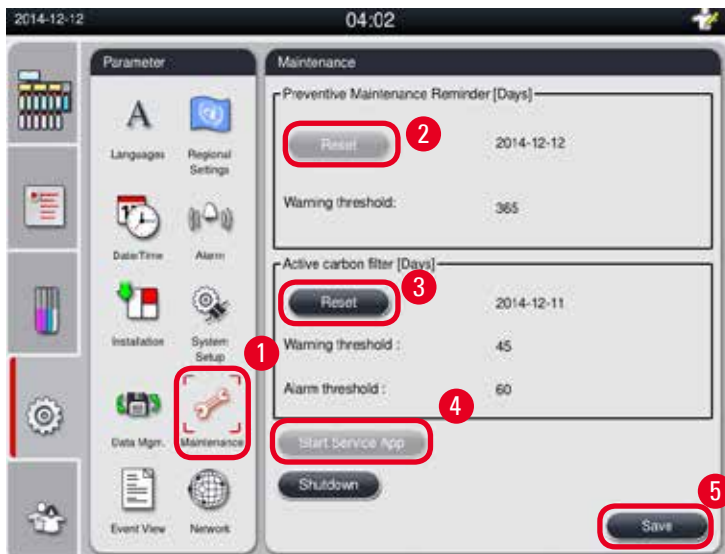 2014-12-12
04:02
Parameter
A
Languages
Regional
Settings
Date/Time
Alarm
Installation
System
Setup
1
Data Mgm.
Maintenance
Event View
Network
Maintenance
Preventive Maintenance Reminder [Days]
Reset
2
2014-12-12
Warning threshold:
365
Active carbon filter [Days]
Reset
3
2014-12-11
Warning threshold :
45
Alarm threshold :
60
4
Start Service App
Shutdown
5
Save